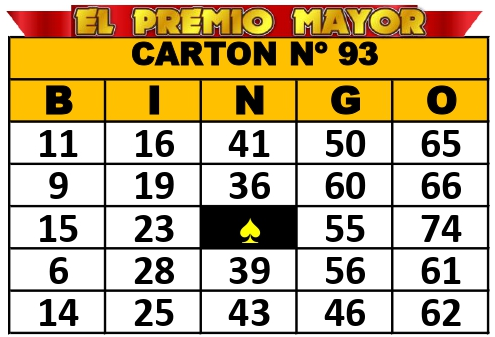 EL PREMIO MAYOR
CARTON Nº 93
B I N G O
11 16 41 50 65
9 19 36 60 66
15 23 ♠ 55 74
6 28 39 56 61
14 25 43 46 62